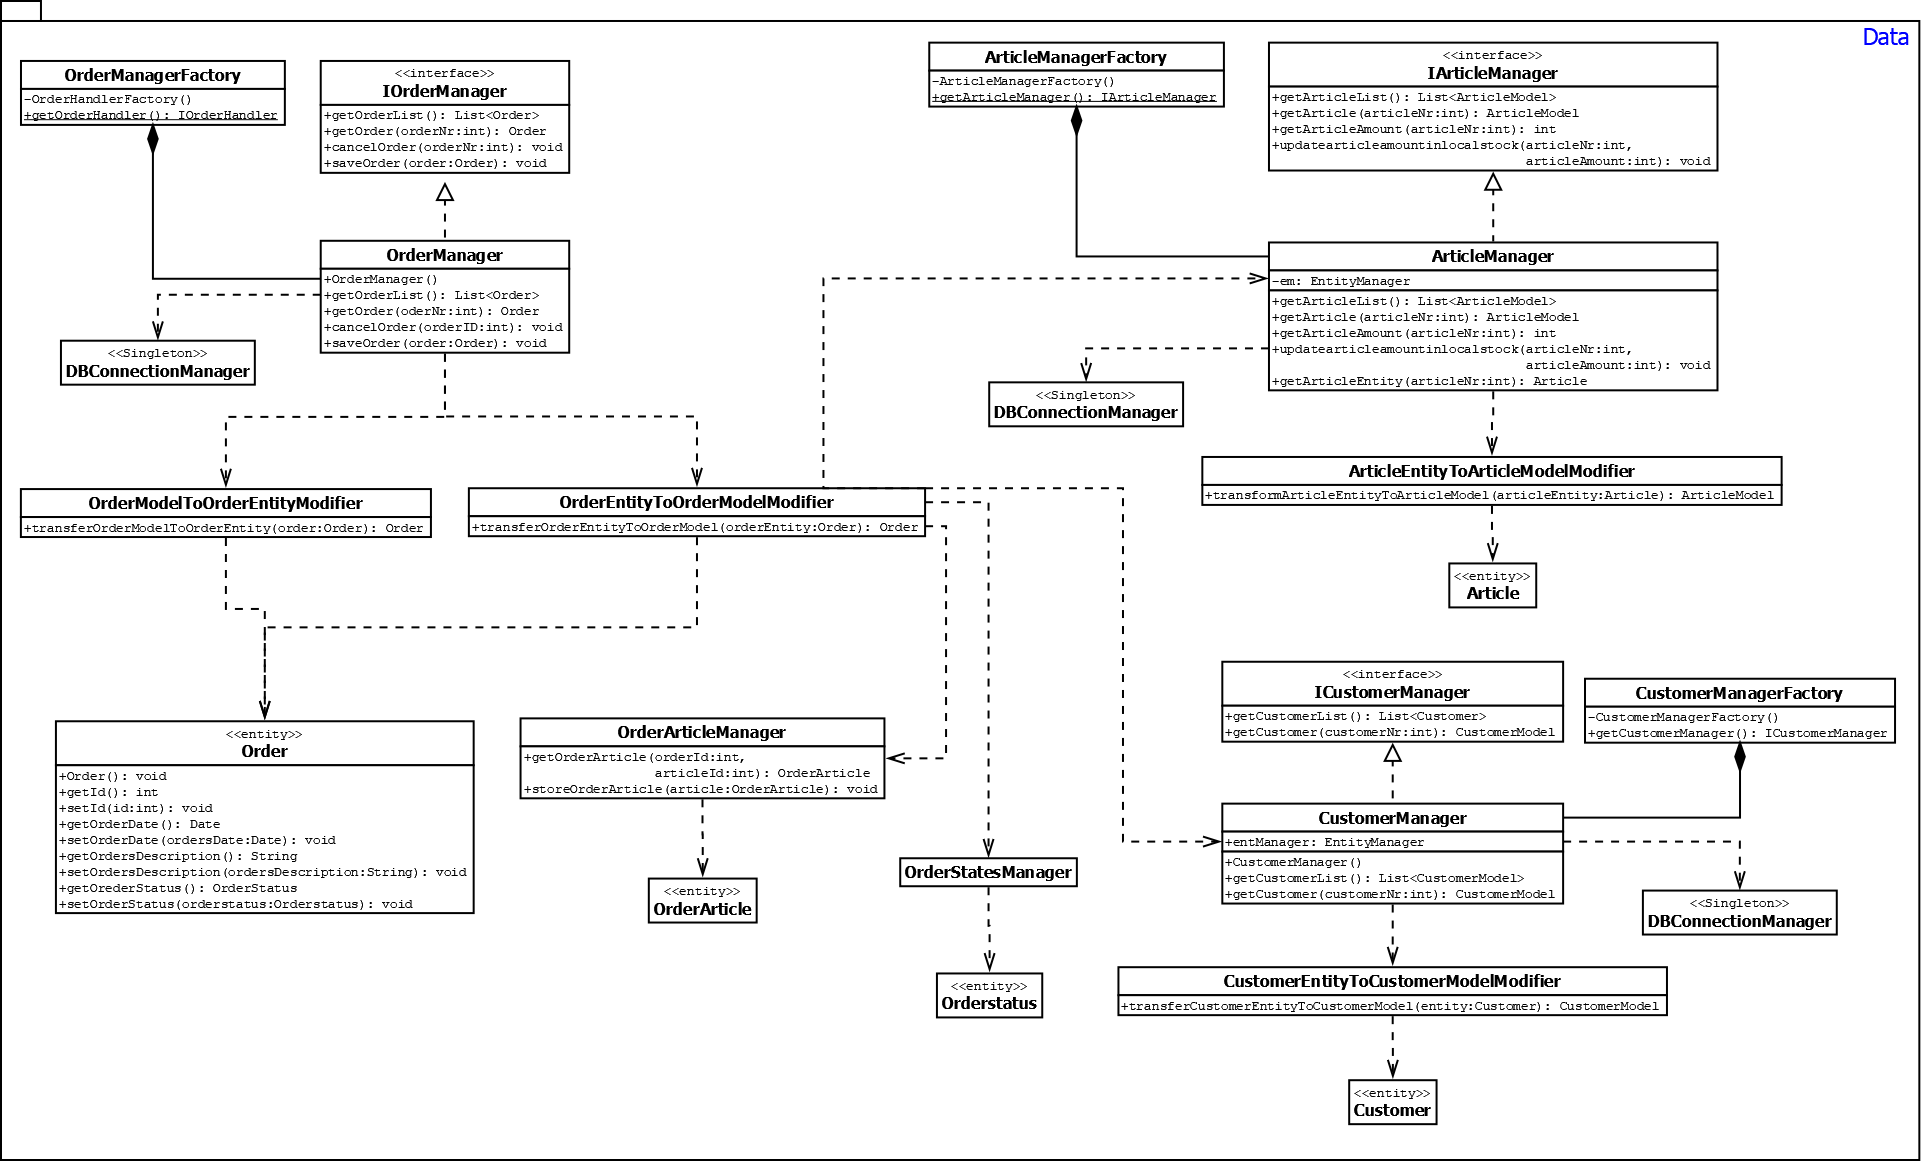 Data
OrderManagerFactory
-OrderHandlerFactory()
+getOrderHandler(): IOrderHandler
<<interface>>
IOrderManager
+getOrderList(): List<Order>
+getOrder(orderNr:int): Order
+cancelOrder(orderNr:int): void
+saveOrder(order:Order): void
ArticleManagerFactory
-ArticleManagerFactory()
+getArticleManager(): IArticleManager
<<interface>>
IArticleManager
+getArticleList(): List<ArticleModel>
+getArticle(articleNr:int): ArticleModel
+getArticleAmount(articleNr:int): int
+updatearticleamountinlocalstock(articleNr:int,
articleAmount:int): void
OrderManager
+OrderManager()
+getOrderList(): List<Order>
+getOrder(oderNr:int): Order
+cancelOrder(orderID:int): void
+saveOrder(order:Order): void
<<Singleton>>
DBConnectionManager
ArticleManager
-em: EntityManager
+getArticleList(): List<ArticleModel>
+getArticle(articleNr:int): ArticleModel
+getArticleAmount(articleNr:int): int
+updatearticleamountinlocalstock(articleNr:int,
articleAmount:int): void
+getArticleEntity(articleNr:int): Article
<<Singleton>>
DBConnectionManager
OrderModelToOrderEntityModifier
+transferOrderModelToOrderEntity(order:Order): Order
OrderEntityToOrderModelModifier
+transferOrderEntityToOrderModel(orderEntity:Order): Order
ArticleEntityToArticleModelModifier
+transformArticleEntityToArticleModel(articleEntity:Article): ArticleModel
<<entity>>
Article
<<interface>>
ICustomerManager
+getCustomerList(): List<Customer>
+getCustomer(customerNr:int): CustomerModel
CustomerManagerFactory
-CustomerManagerFactory()
+getCustomerManager(): ICustomerManager
<<entity>>
Order
+Order(): void
+getId(): int
+setId(id:int): void
+getOrderDate(): Date
+setOrderDate(ordersDate:Date): void
+getOrdersDescription(): String
+setOrdersDescription(ordersDescription:String): void
+getOrederStatus(): OrderStatus
+setOrderStatus(orderstatus:Orderstatus): void
OrderArticleManager
+getOrderArticle(orderId:int,
articleId:int): OrderArticle
+storeOrderArticle(article:OrderArticle): void
<<entity>>
OrderArticle
OrderStatesManager
<<entity>>
Orderstatus
CustomerManager
+entManager: EntityManager
+CustomerManager()
+getCustomerList(): List<CustomerModel>
+getCustomer(customerNr:int): CustomerModel
<<Singleton>>
DBConnectionManager
CustomerEntityToCustomerModelModifier
+transferCustomerEntityToCustomerModel(entity:Customer): CustomerModel
<<entity>>
Customer